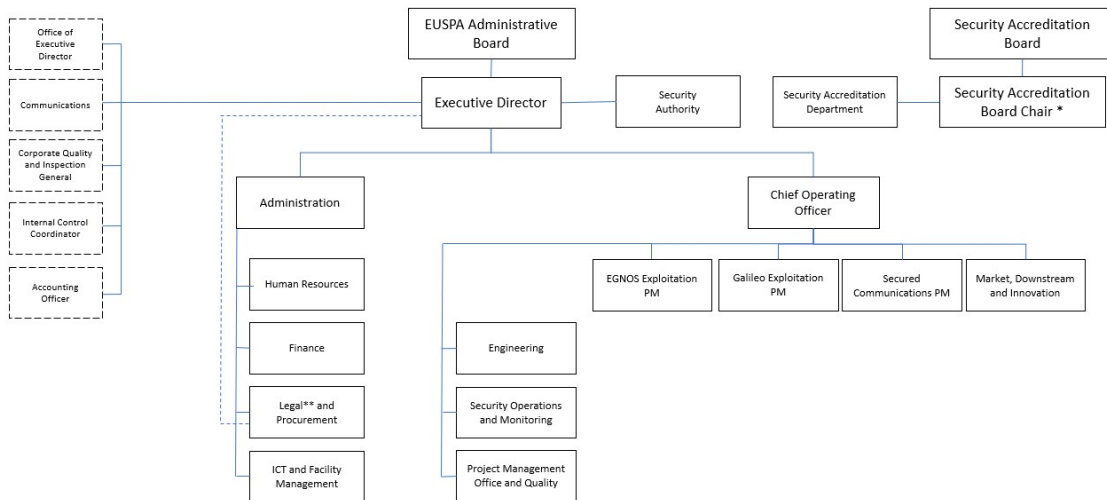 Office of
Executive
Director
Communications
Corporate Quality
and Inspection
General
Internal Control
Coordinator
Accounting
Officer
EUSPA Administrative
Board
Executive Director
Security
Authority
Security Accreditation
Board
Security Accreditation
Department
Security Accreditation
Board Chair *
Administration
Human Resources
Finance
Legal** and
Procurement
ICT and Facility
Management
Chief Operating
Officer
EGNOS Exploitation
PM
Galileo Exploitation
PM
Secured
Communications PM
Market, Downstream
and Innovation
Engineering
Security Operations
and Monitoring
Project Management
Office and Quality